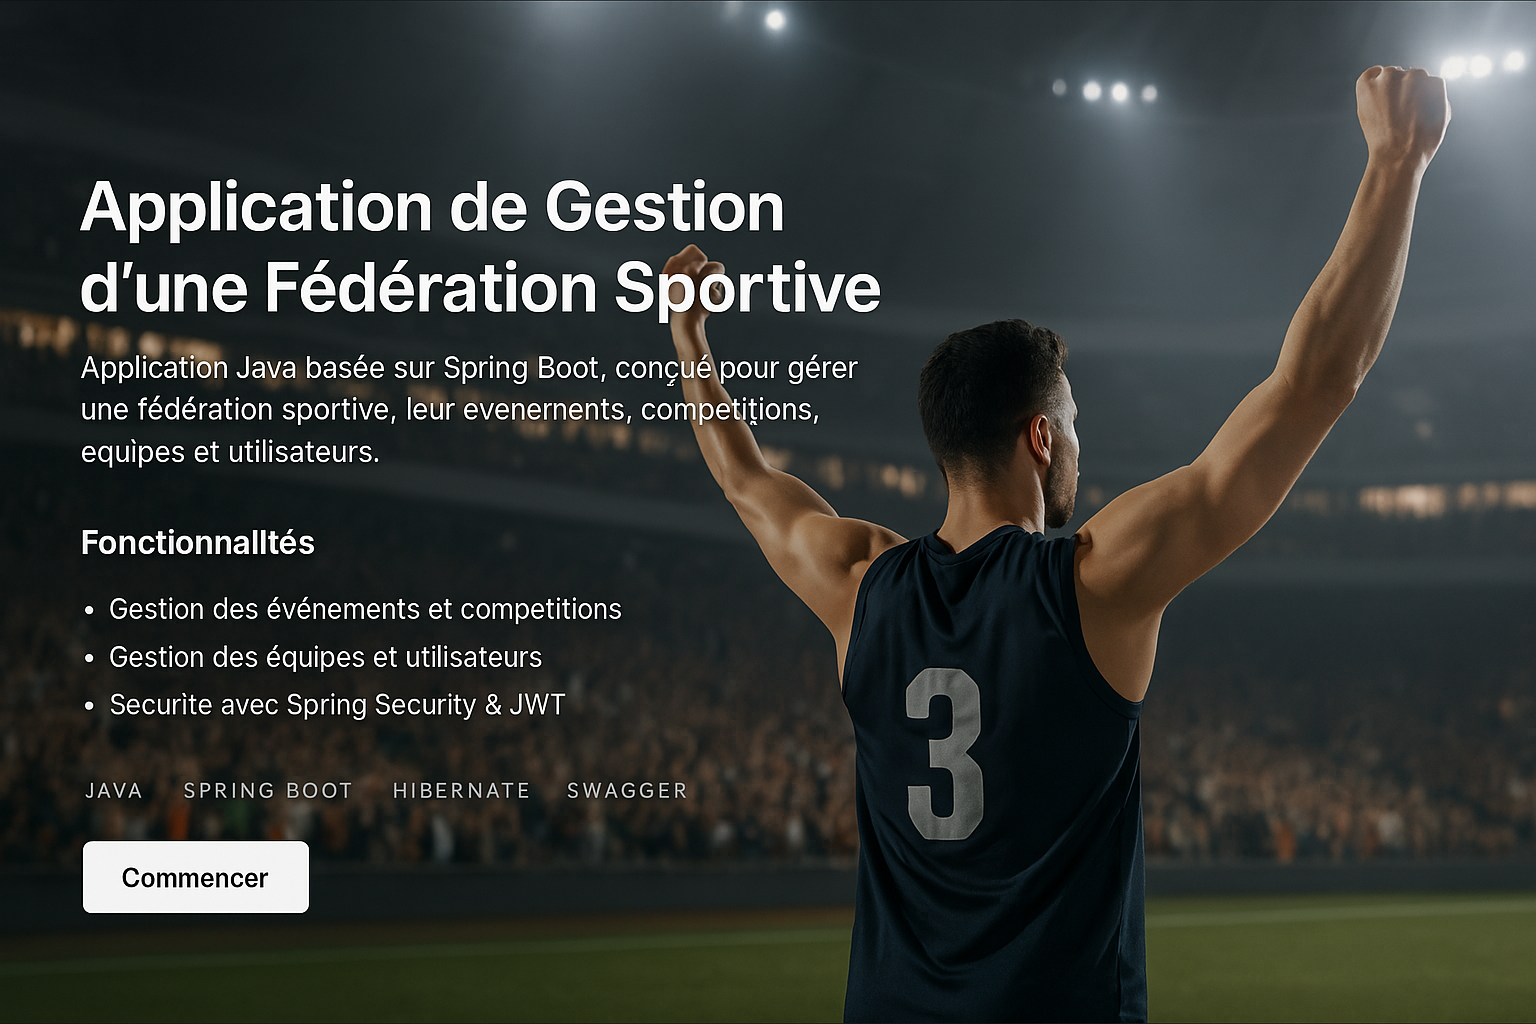 Application de Gestion
d’une Fédération Sportive
Application Java basée sur Spring Boot, conçué pour gérer
une fédération sportive, leur evenernents, competitions,
equìpes et utilisateurs.
Fonctionnalltés
• Gestion des événements et competitions
• Gestion des équipes et utilisateurs
• Securìte avec Spring Security & JWT
JAVA SPRING BOOT HIBERNATE SWAGGER
Commencer
3